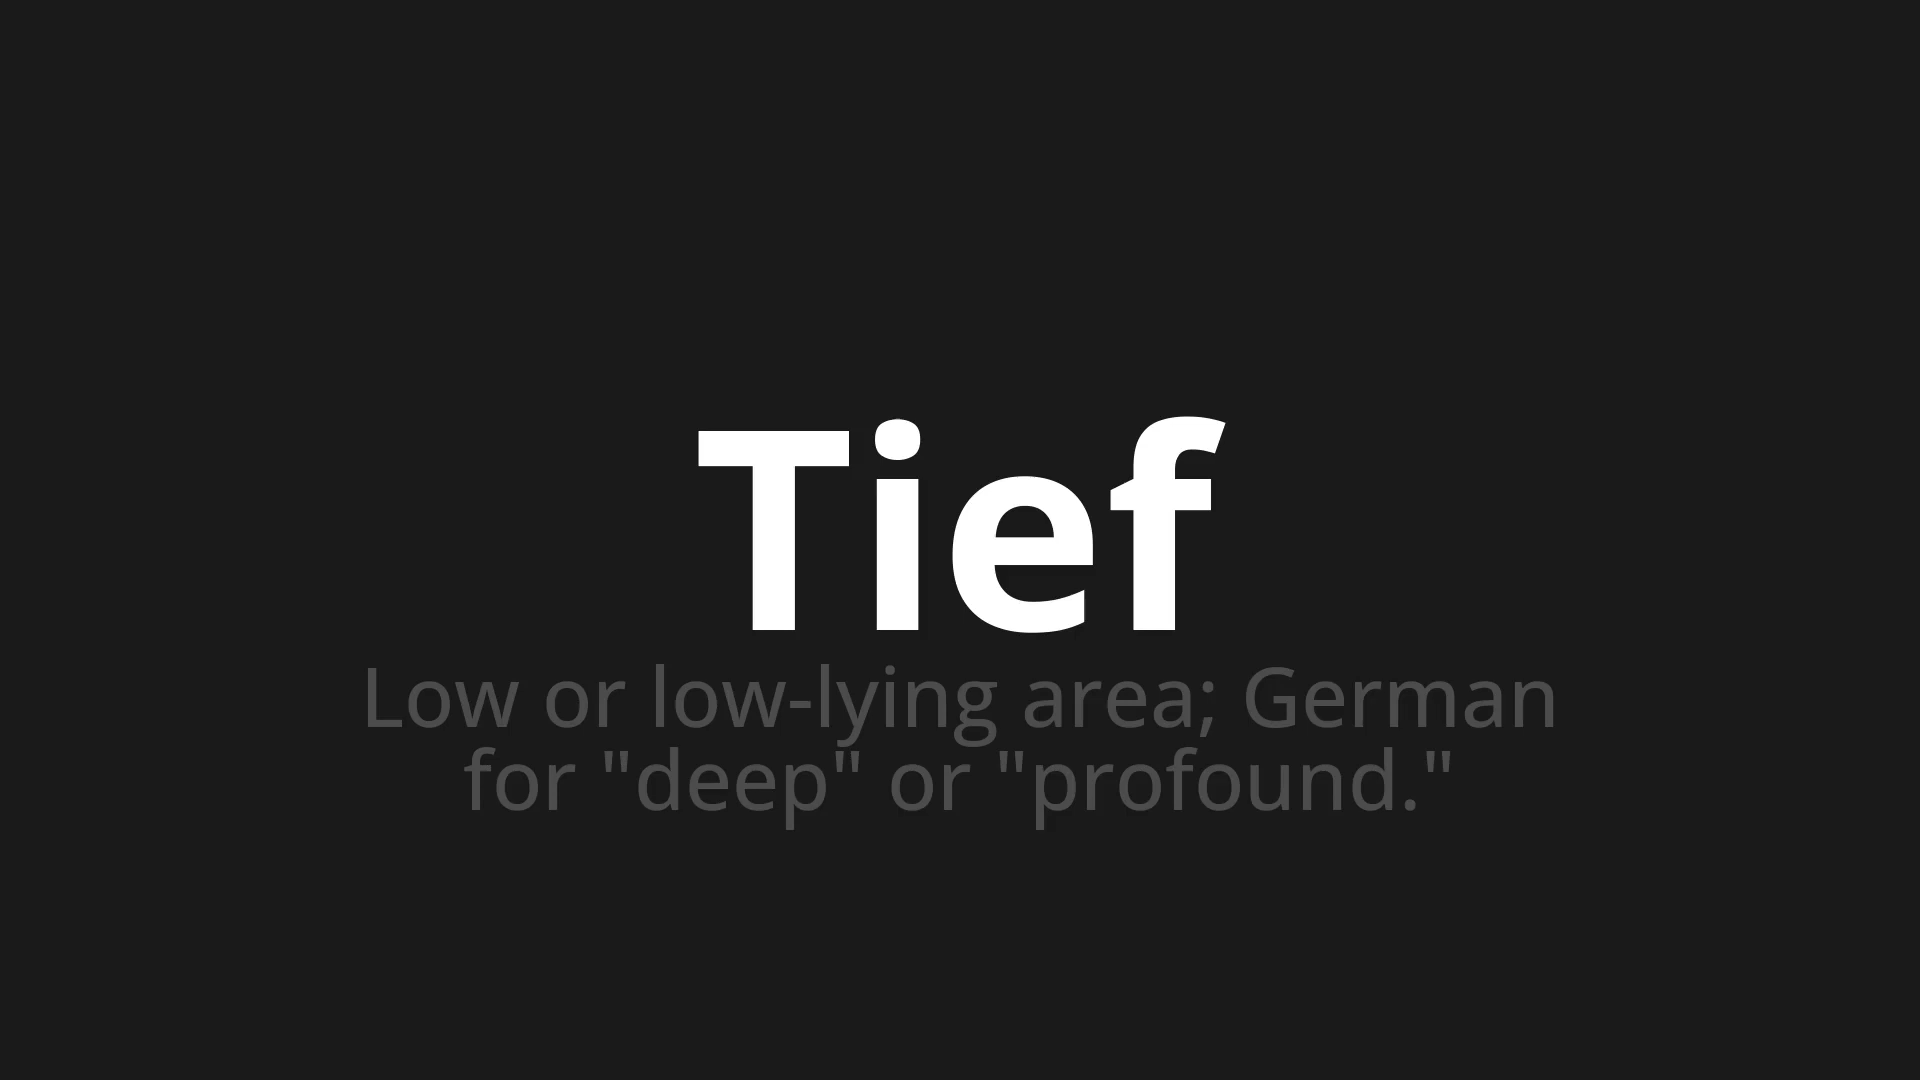 Tief
Low or low-lying area; German
for "deep" or "profound."